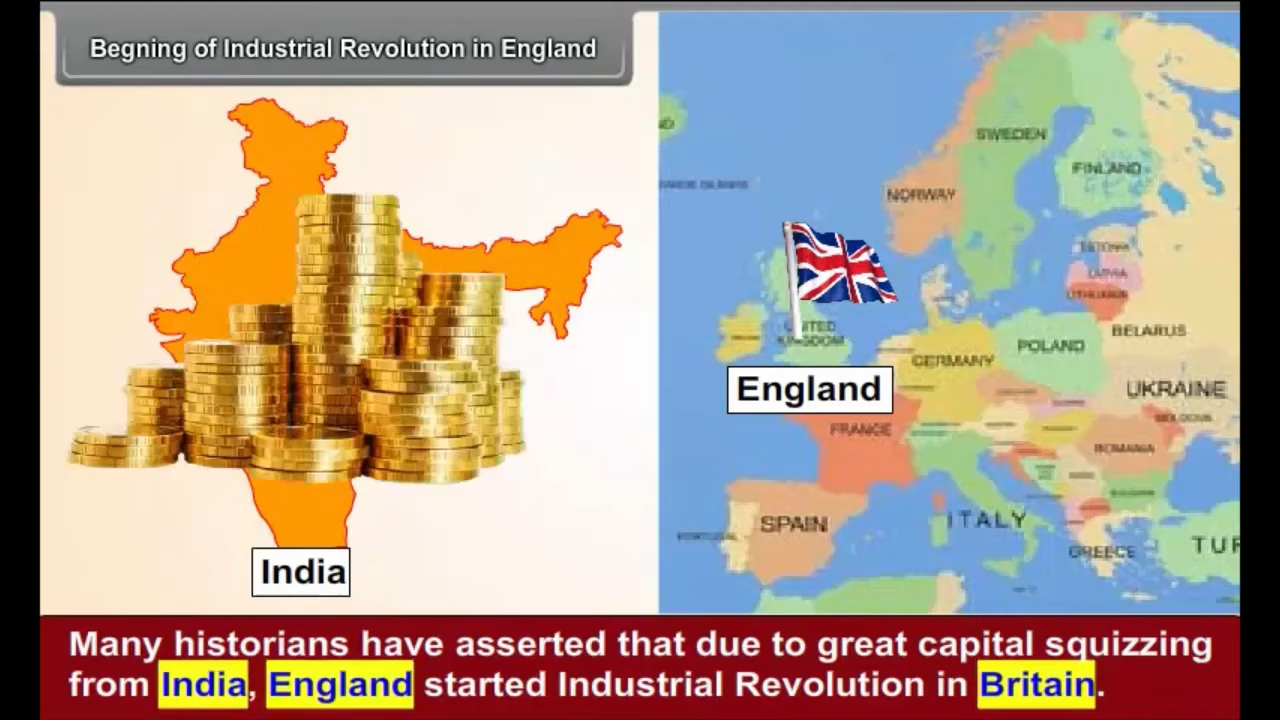 Begning of Industrial Revolution in England
SWEDEN
FINLAND
NORWAY
ESTONIA
LATVIA
LITHUANIA
UNITED
KINGDOM
BELARUS
POLAND
GERMANY
England
UKRAINE
FRANCE
ROMANIA
SPAIN
ITALY
PORTUGAL
GREECE
TUR
India
Many historians have asserted that due to great capital squizzing
from India, England started Industrial Revolution in Britain.